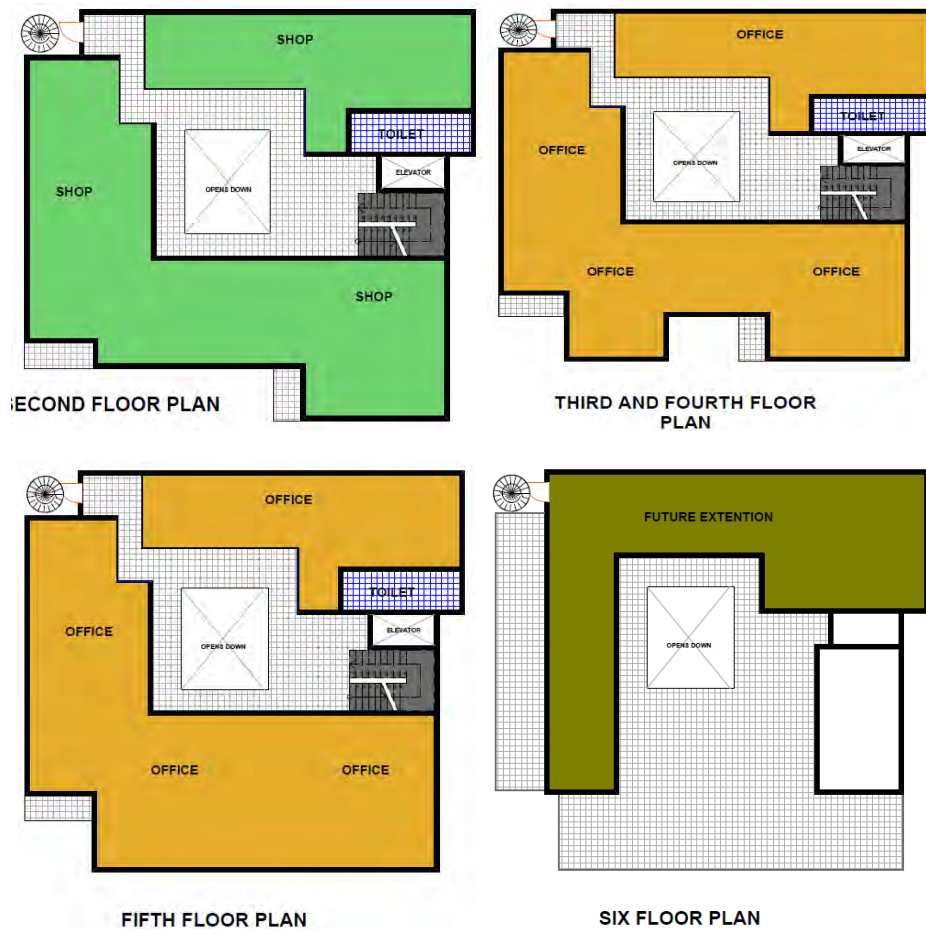 SHOP
TOILET
ELEVATOR
OPENS DOWN
SHOP
SHOP
SECOND FLOOR PLAN
OFFICE
TOILET
ELEVATOR
OFFICE
OPENS DOWN
OFFICE
OFFICE
THIRD AND FOURTH FLOOR
PLAN
OFFICE
TOILET
OFFICE
ELEVATOR
OPENS DOWN
OFFICE
OFFICE
FIFTH FLOOR PLAN
FUTURE EXTENTION
OPENS DOWN
SIX FLOOR PLAN